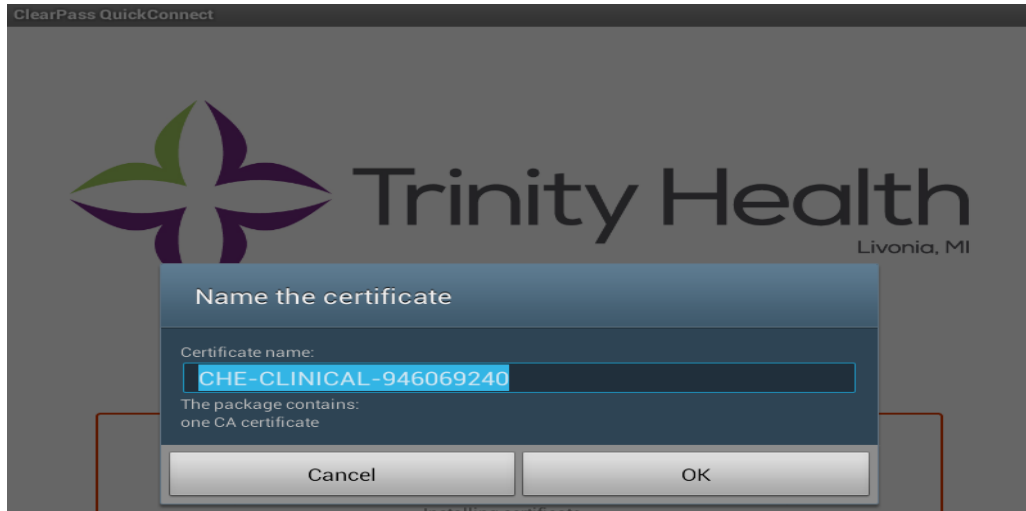 ClearPass QuickConnect
Trinity Health
Livonia, MI
Name the certificate
Certificate name:
CHE-CLINICAL-946069240
The package contains:
one CA certificate
Cancel
OK